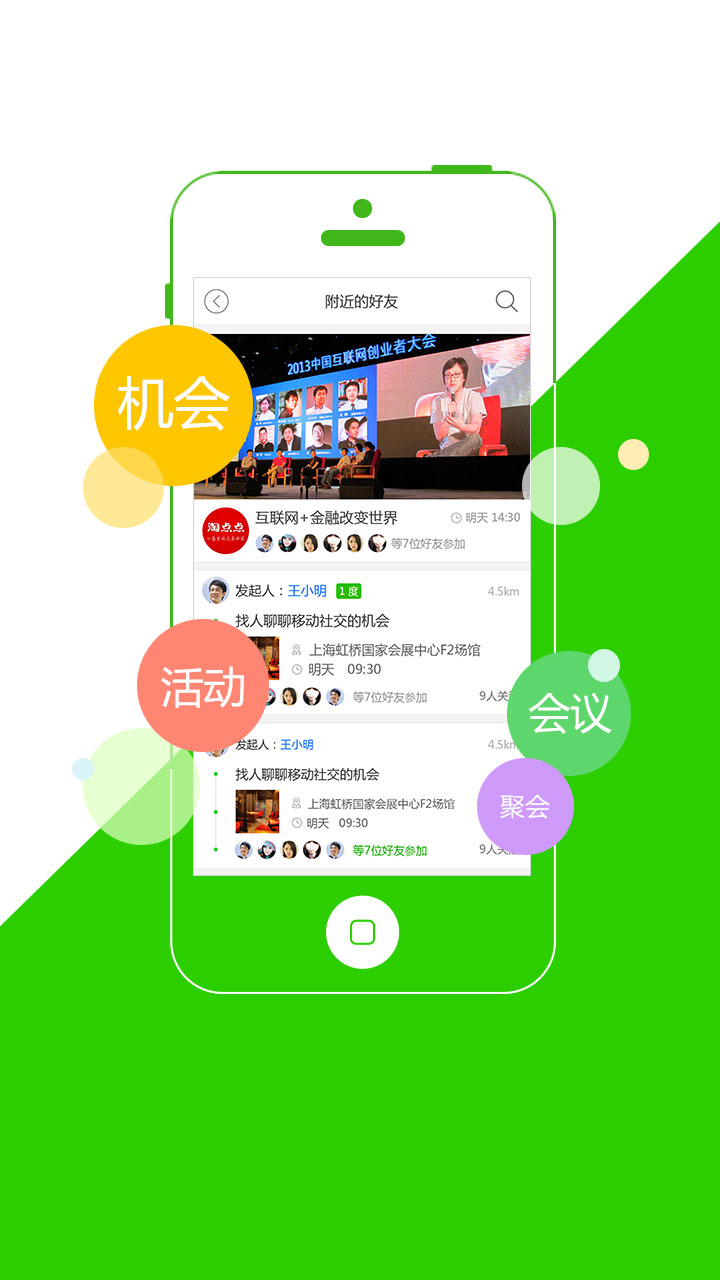 附近的好友
2013中国互联网创业者大会
机会
淘点点
互联网+金融改变世界
明天 14:30
等7位好友参加
发起人：王小明 1 度
4.5km
找人聊聊移动社交的机会
上海虹桥国家会展中心F2场馆
明天 09:30
等7位好友参加
9人关
活动
会议
发起人：王小明
4.5km
找人聊聊移动社交的机会
聚会
上海虹桥国家会展中心F2场馆
明天 09:30
等7位好友参加
9人关